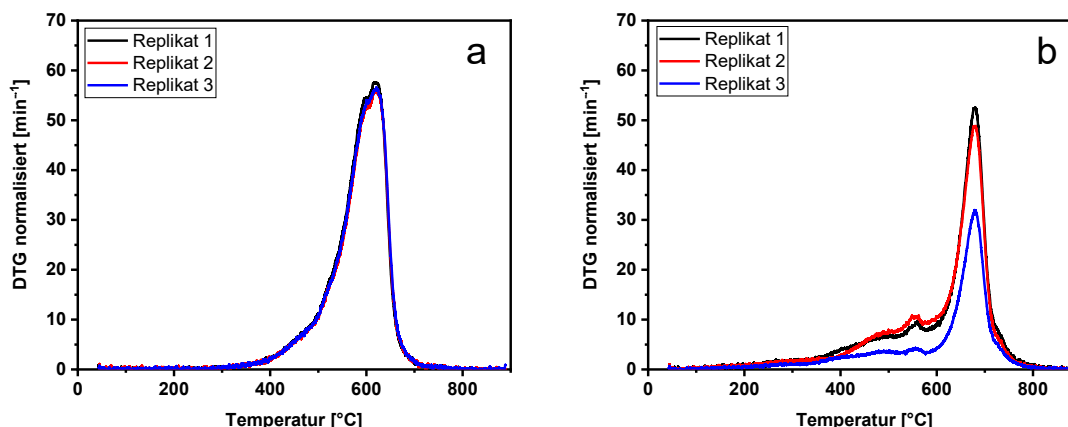 70
60
50
40
30
20
10
0
DTG normalisiert [min⁻¹]
Replikat 1
Replikat 2
Replikat 3
a
0 200 400 600 800
Temperatur [°C]
70
60
50
40
30
20
10
0
DTG normalisiert [min⁻¹]
Replikat 1
Replikat 2
Replikat 3
b
0 200 400 600 800
Temperatur [°C]